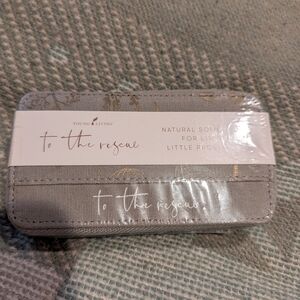 YOUNG LIVING
to the rescue
NATURAL
FOR
LITTLE
to the rescue